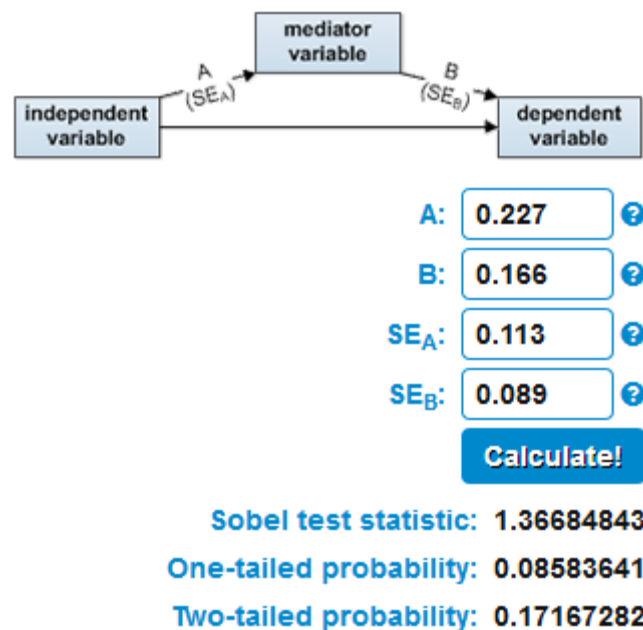 mediator
variable
A
(SEA)
B
(SEB)
independent
variable
dependent
variable
A: 0.227 ?
B: 0.166 ?
SEA: 0.113 ?
SEB: 0.089 ?
Calculate!
Sobel test statistic: 1.36684843
One-tailed probability: 0.08583641
Two-tailed probability: 0.17167282